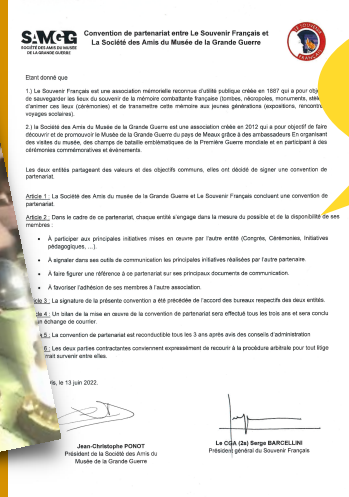 SAMGG
SOCIÉTÉ DES AMIS DU MUSÉE
DE LA GRANDE GUERRE
Convention de partenariat entre Le Souvenir Français et
La Société des Amis du Musée de la Grande Guerre
Etant donné que
1.) Le Souvenir Français est une association mémorielle reconnue d'utilité publique créée en 1887 qui a pour
de sauvegarder les lieux du souvenir de la mémoire combattante française (tombes, nécropoles, monuments,
d'animer ces lieux (cérémonies) et de transmettre cette mémoire aux jeunes générations (expositions,
voyages scolaires).
2.) la Société des Amis du Musée de la Grande Guerre est une association créée en 2012 qui a pour objectif de faire
découvrir et de promouvoir le Musée de la Grande Guerre du pays de Meaux grâce à des ambassadeurs En organisant
des visites du musée, des champs de bataille emblématiques de la Première Guerre mondiale et en participant à des
cérémonies commémoratives et évènements.
Les deux entités partageant des valeurs et des objectifs communs, elles ont décidé de signer une convention de
partenariat.
Article 1 : La Société des Amis du musée de la Grande Guerre et Le Souvenir Français concluent une convention de
partenariat
Article 2 : Dans le cadre de ce partenariat, chaque entité s'engage dans la mesure du possible et de la disponibilité de ses
membres :
• À participer aux principales initiatives mises en œuvre par l'autre entité (Congrès, Cérémonies, Initiatives
pédagogiques, ...).
• À signaler dans ses outils de communication les principales initiatives réalisées par l'autre partenaire.
• À faire figurer une référence à ce partenariat sur ses principaux documents de communication.
• À favoriser l'adhésion de ses membres à l'autre association.
3 : La signature de la présente convention a été précédée de l'accord des bureaux respectifs des deux entités.
4 : Un bilan de la mise en œuvre de la convention de partenariat sera effectué tous les trois ans et sera conclu
échange de courrier.
5 : La convention de partenariat est reconductible tous les 3 ans après avis des conseils d'administration
6 : Les deux parties contractantes conviennent expressément de recourir à la procédure arbitrale pour tout litige
survenir entre elles.
13 juin 2022.
Jean-Christophe PONOT
Président de la Société des Amis du
Musée de la Grande Guerre
Le CGA (2s) Serge BARCELLINI
Président général du Souvenir Français